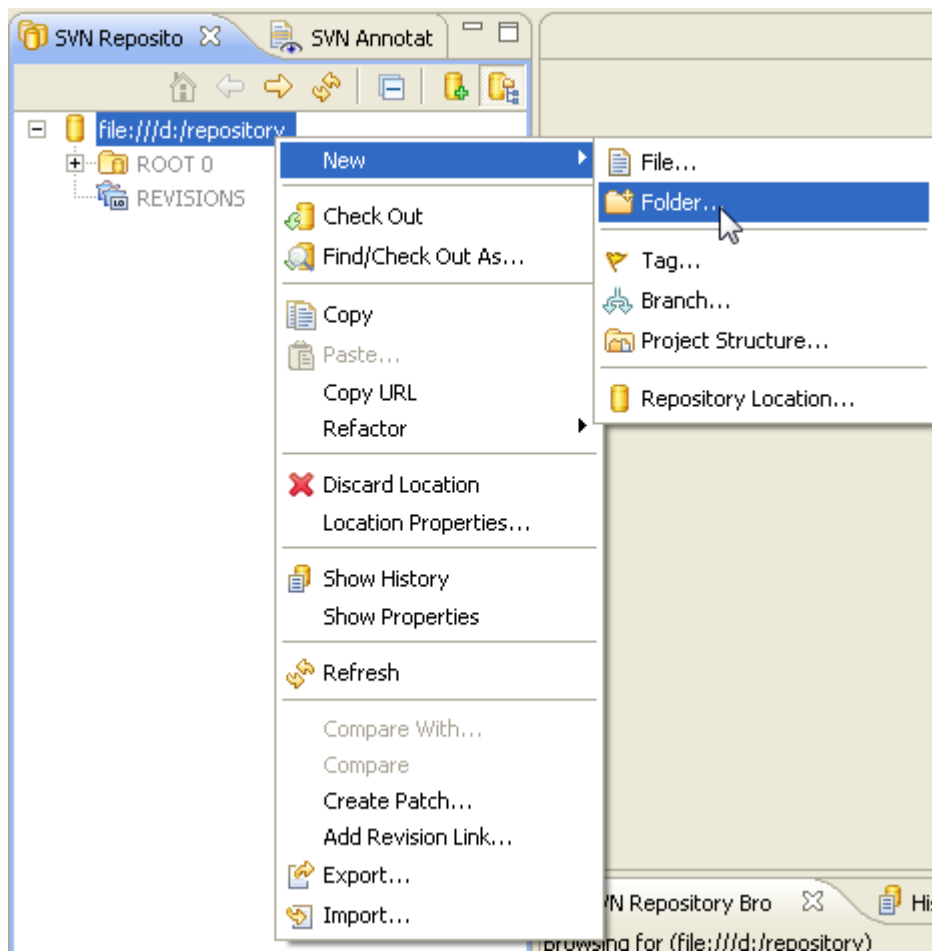 SVN Reposito
SVN Annotat
file:///d:/repository
ROOT 0
REVISIONS
New
Check Out
Find/Check Out As...
Copy
Paste...
Copy URL
Refactor
Discard Location
Location Properties...
Show History
Show Properties
Refresh
Compare With...
Compare
Create Patch...
Add Revision Link...
Export...
Import...
File...
Folder...
Tag...
Branch...
Project Structure...
Repository Location...
VN Repository Bro
His
browsing for (file:///d:/repository)